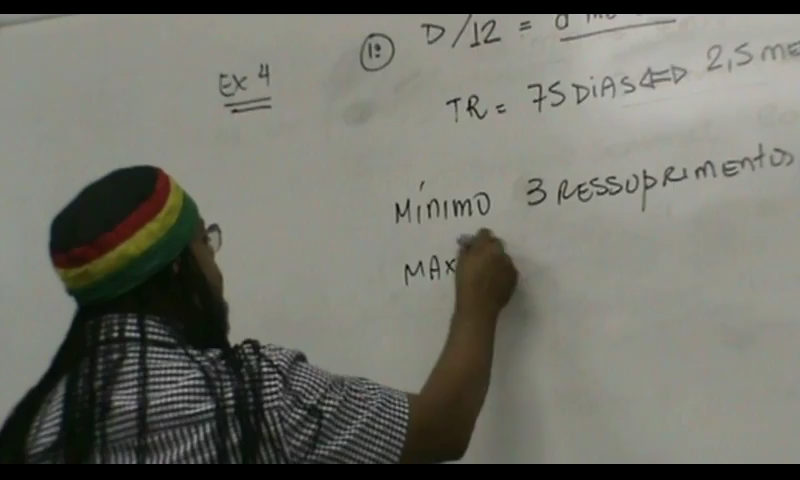 Ex 4
1º D/12 =
TR = 75 DIAS ⇔ 2,5 ME
MÍNIMO 3 RESSUPRIMENTOS
MAX